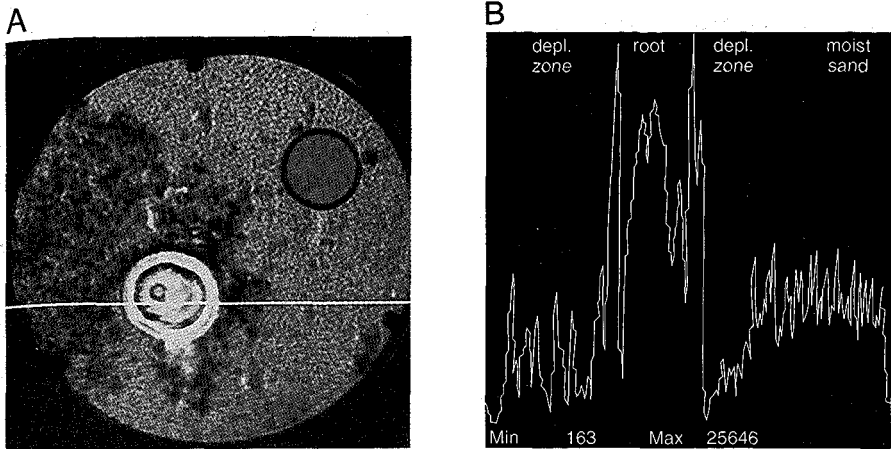 A
B
depl. root depl. moist
zone zone sand
Min 163 Max 25646